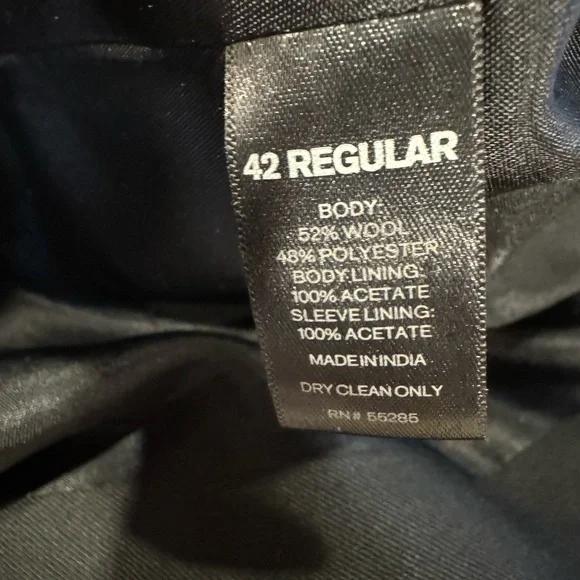 42 REGULAR
BODY:
52% WOOL
48% POLYESTER
BODY LINING:
100% ACETATE
SLEEVE LINING:
100% ACETATE
MADE IN INDIA
DRY CLEAN ONLY
RN# 55285